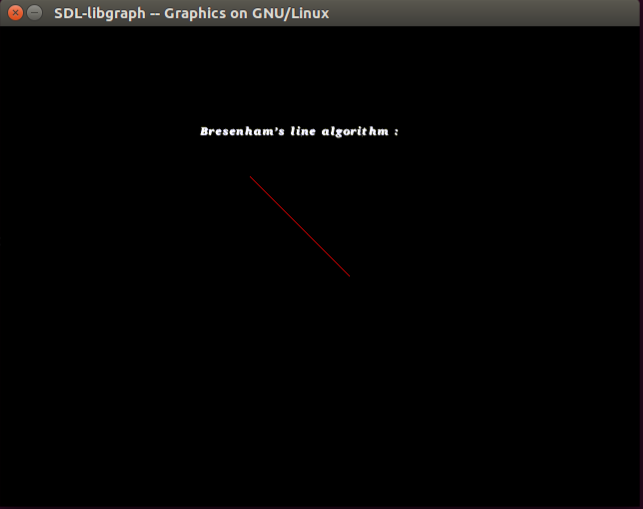 SDL-libgraph -- Graphics on GNU/Linux
Bresenham's line algorithm :